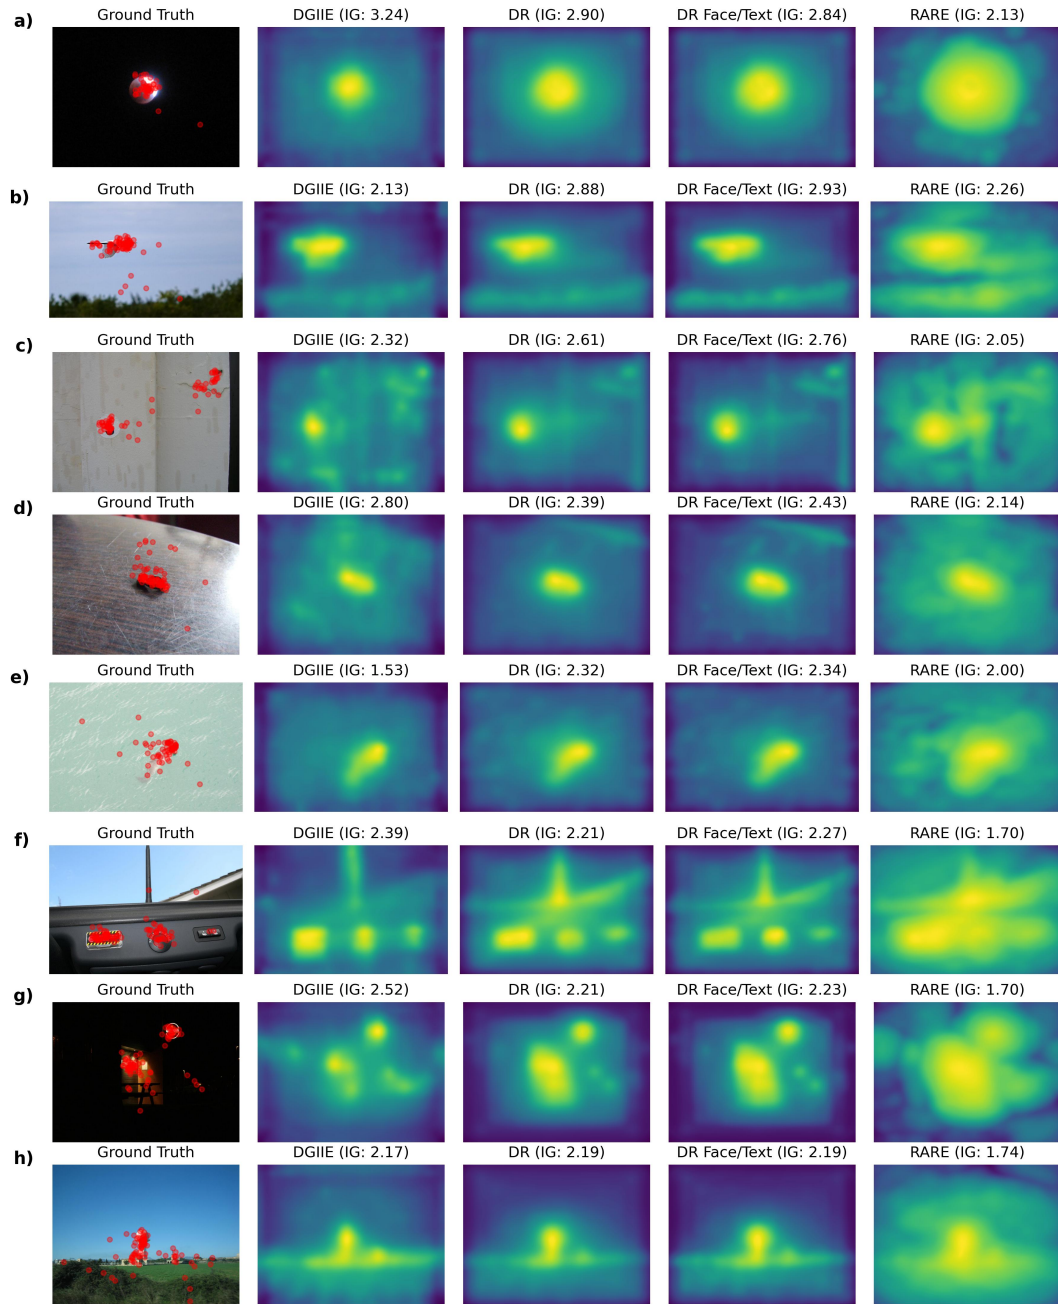 a)
Ground Truth DGIIE (IG: 3.24) DR (IG: 2.90) DR Face/Text (IG: 2.84) RARE (IG: 2.13)
b)
Ground Truth DGIIE (IG: 2.13) DR (IG: 2.88) DR Face/Text (IG: 2.93) RARE (IG: 2.26)
c)
Ground Truth DGIIE (IG: 2.32) DR (IG: 2.61) DR Face/Text (IG: 2.76) RARE (IG: 2.05)
d)
Ground Truth DGIIE (IG: 2.80) DR (IG: 2.39) DR Face/Text (IG: 2.43) RARE (IG: 2.14)
e)
Ground Truth DGIIE (IG: 1.53) DR (IG: 2.32) DR Face/Text (IG: 2.34) RARE (IG: 2.00)
f)
Ground Truth DGIIE (IG: 2.39) DR (IG: 2.21) DR Face/Text (IG: 2.27) RARE (IG: 1.70)
g)
Ground Truth DGIIE (IG: 2.52) DR (IG: 2.21) DR Face/Text (IG: 2.23) RARE (IG: 1.70)
h)
Ground Truth DGIIE (IG: 2.17) DR (IG: 2.19) DR Face/Text (IG: 2.19) RARE (IG: 1.74)